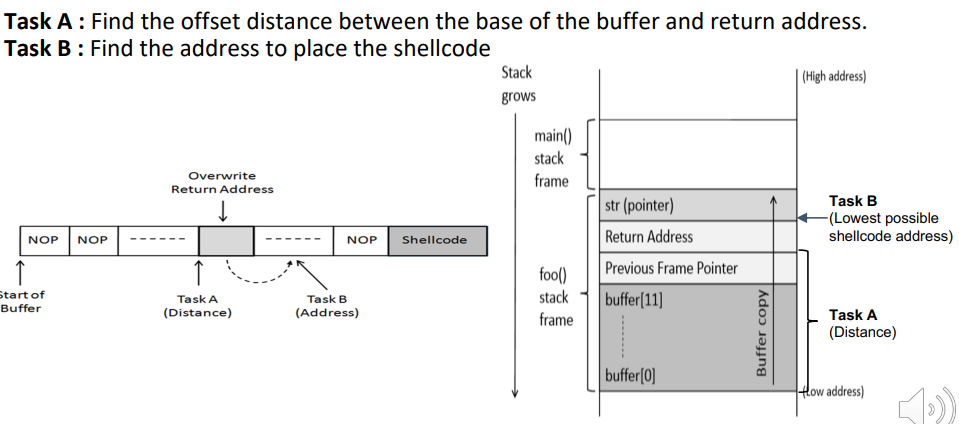 Task A : Find the offset distance between the base of the buffer and return address.
Task B : Find the address to place the shellcode
Stack
grows
(High address)
main()
stack
frame
Overwrite
Return Address
NOP NOP ------ ------ NOP Shellcode
Start of
Buffer
Task A
(Distance)
Task B
(Address)
str (pointer)
Return Address
Previous Frame Pointer
buffer[11]
buffer[0]
Buffer copy
foo()
stack
frame
Task B
(Lowest possible
shellcode address)
Task A
(Distance)
(Low address)